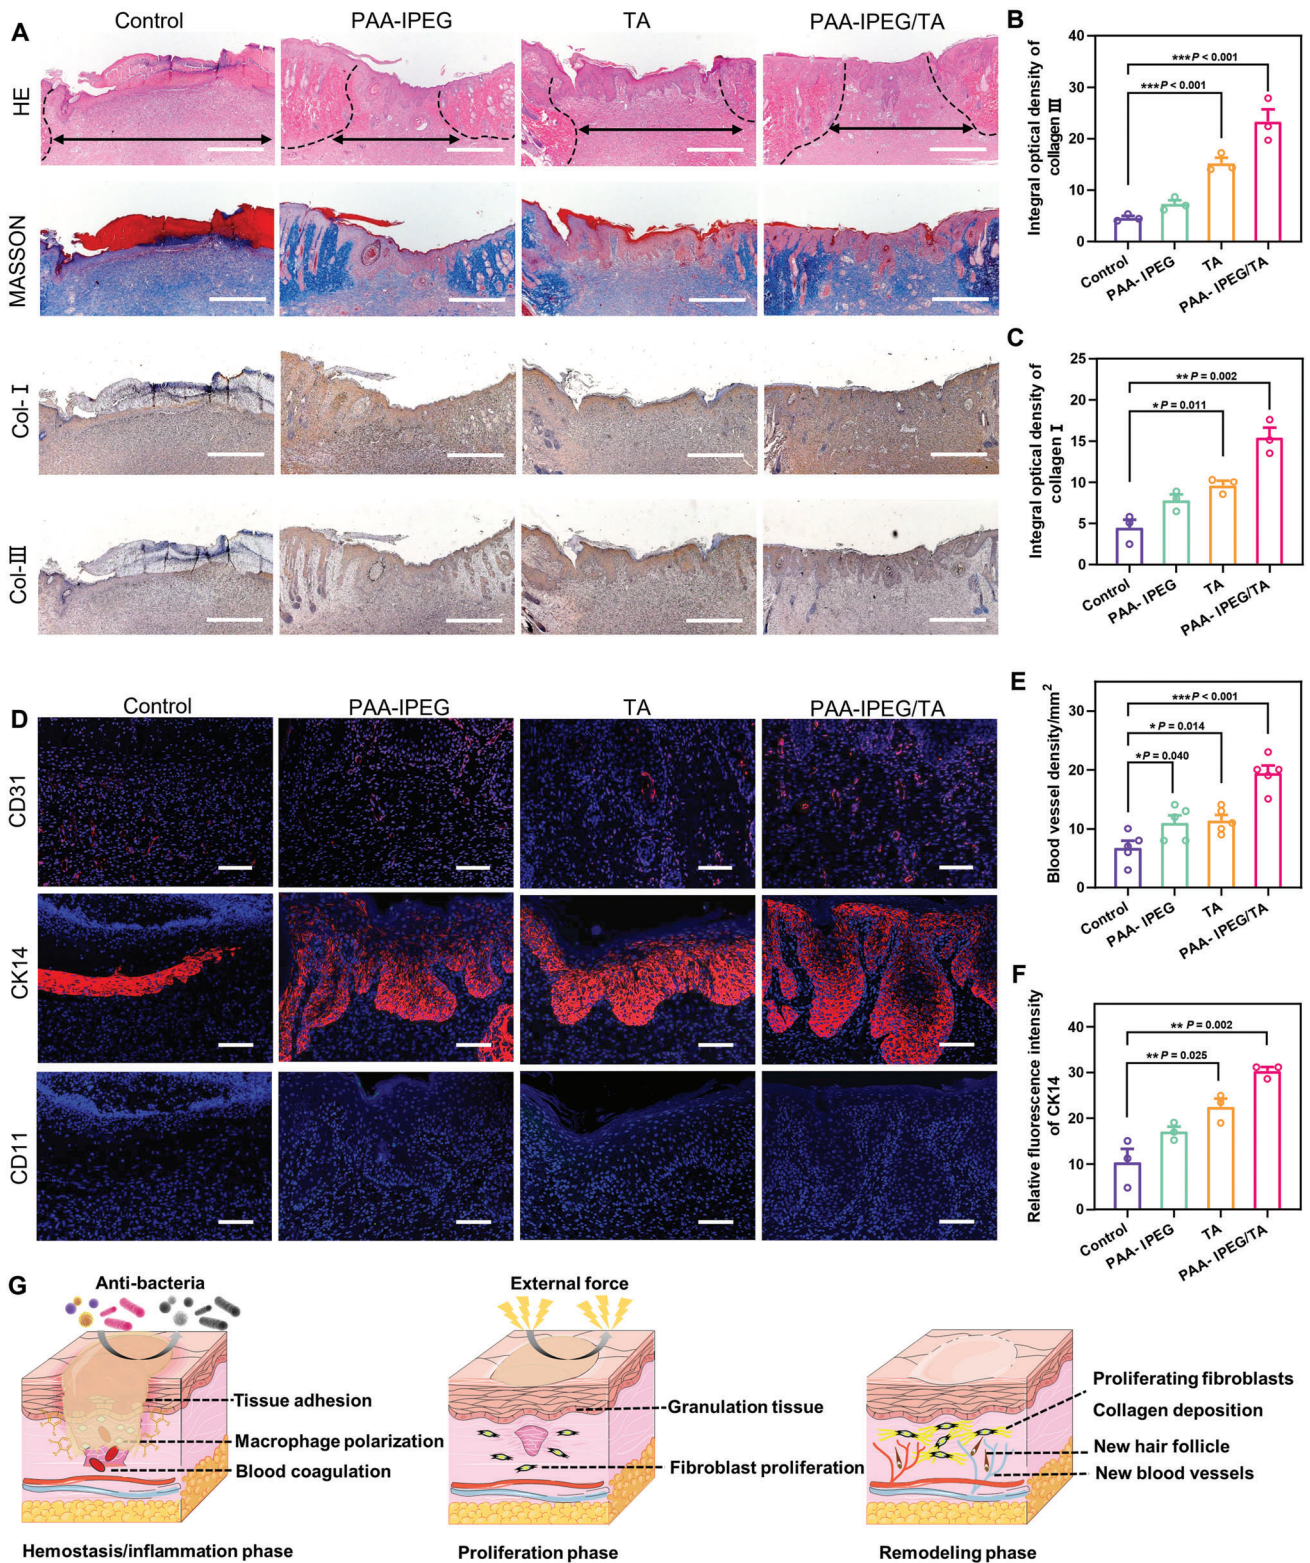 A
Control
PAA-IPEG
TA
PAA-IPEG/TA
HE
MASSON
Col- I
Col-III
B
Integral optical density of
collagen III
40
30
20
10
0
***P < 0.001
***P < 0.001
Control
PAA- IPEG
TA
PAA- IPEG/TA
C
Integral optical density of
collagen I
25
20
15
10
5
0
** P = 0.002
* P = 0.011
Control
PAA- IPEG
TA
PAA- IPEG/TA
D
Control
PAA-IPEG
TA
PAA-IPEG/TA
CD31
CK14
CD11
E
Blood vessel density/mm2
30
20
10
0
***P < 0.001
* P = 0.014
*P = 0.040
Control
PAA- IPEG
TA
PAA- IPEG/TA
F
Relative fluorescence intensity
of CK14
40
30
20
10
0
** P = 0.002
** P = 0.025
Control
PAA- IPEG
TA
PAA- IPEG/TA
G
Anti-bacteria
Tissue adhesion
Macrophage polarization
Blood coagulation
Hemostasis/inflammation phase
External force
Granulation tissue
Fibroblast proliferation
Proliferation phase
Proliferating fibroblasts
Collagen deposition
New hair follicle
New blood vessels
Remodeling phase